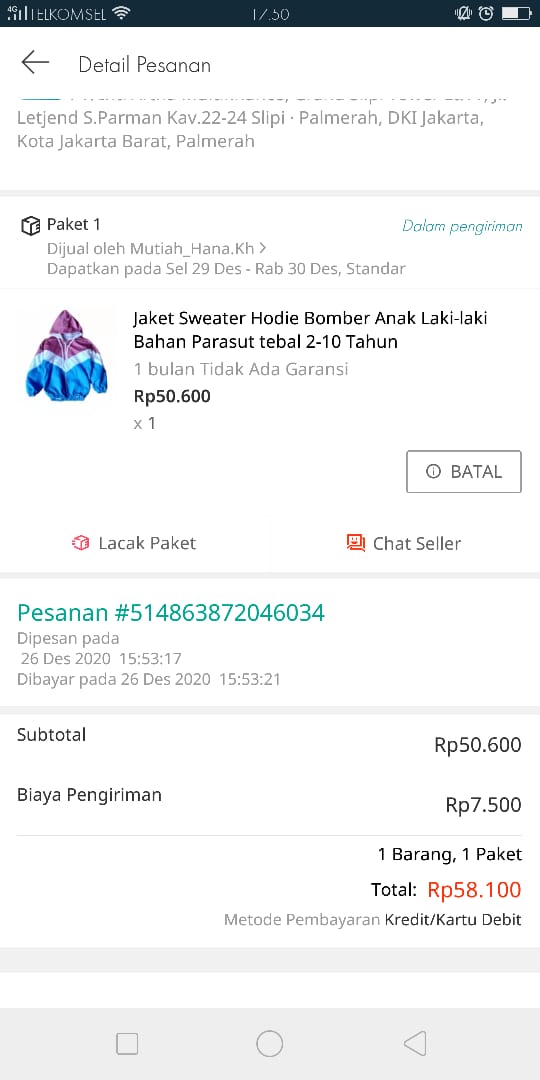 4G TELKOMSEL 17.50
Detail Pesanan
Letjend S.Parman Kav.22-24 Slipi · Palmerah, DKI Jakarta,
Kota Jakarta Barat, Palmerah
Paket 1 Dalam pengiriman
Dijual oleh Mutiah_Hana.Kh >
Dapatkan pada Sel 29 Des - Rab 30 Des, Standar
Jaket Sweater Hodie Bomber Anak Laki-laki
Bahan Parasut tebal 2-10 Tahun
1 bulan Tidak Ada Garansi
Rp50.600
x 1
BATAL
Lacak Paket Chat Seller
Pesanan #514863872046034
Dipesan pada
26 Des 2020 15:53:17
Dibayar pada 26 Des 2020 15:53:21
Subtotal
Rp50.600
Biaya Pengiriman
Rp7.500
1 Barang, 1 Paket
Total: Rp58.100
Metode Pembayaran Kredit/Kartu Debit